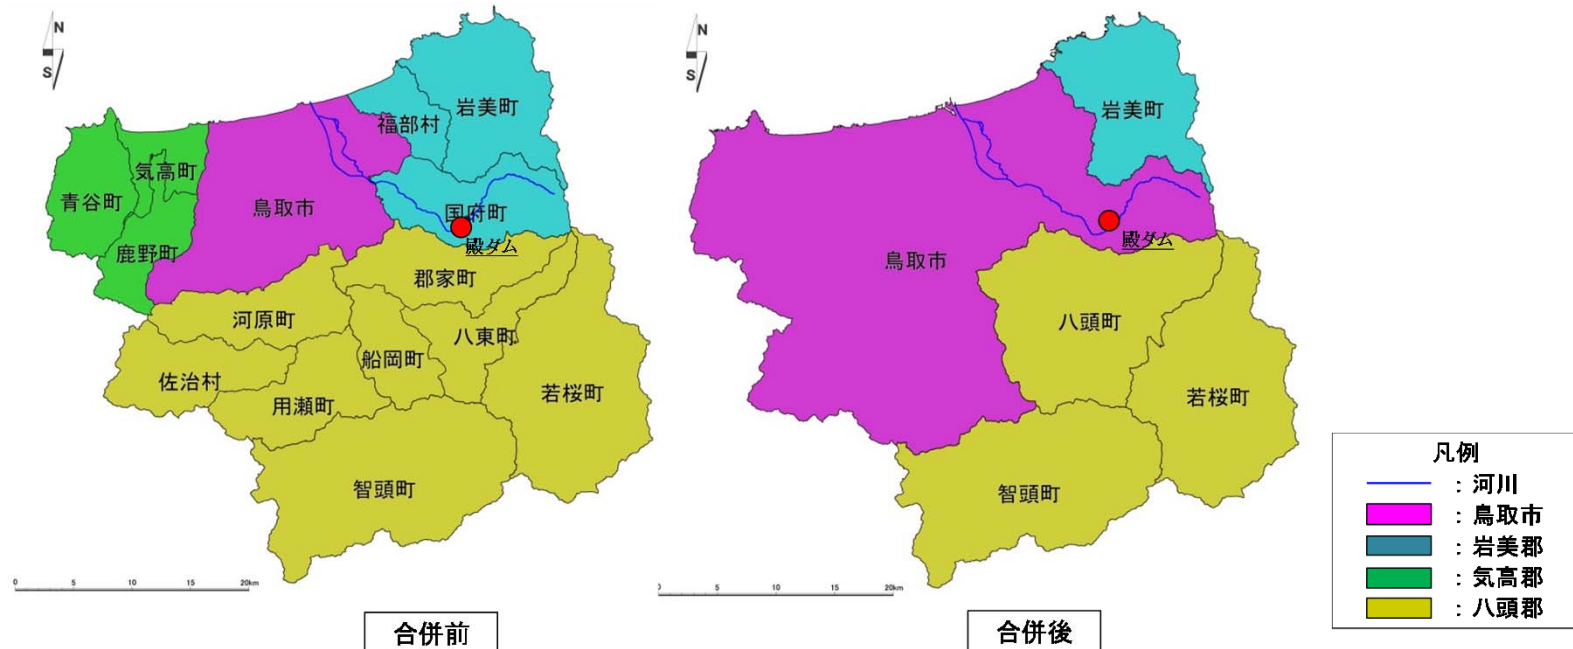 N
S
岩美町
福部村
気高町
青谷町
鳥取市
国府町
鹿野町
殿ダム
郡家町
河原町
八東町
船岡町
佐治村
若桜町
用瀬町
智頭町
0 5 10 15 20km
合併前
N
S
岩美町
殿ダム
鳥取市
八頭町
若桜町
智頭町
0 5 10 15 20km
合併後
凡例
：河川
：鳥取市
：岩美郡
：気高郡
：八頭郡